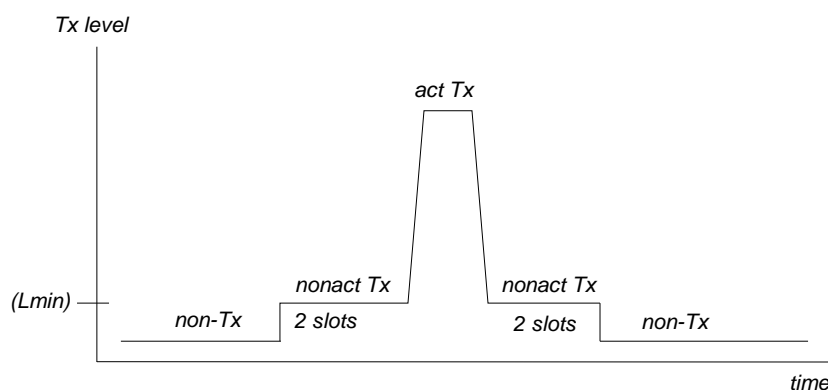 Tx level
act Tx
(Lmin)
nonact Tx
nonact Tx
non-Tx
2 slots
2 slots
non-Tx
time